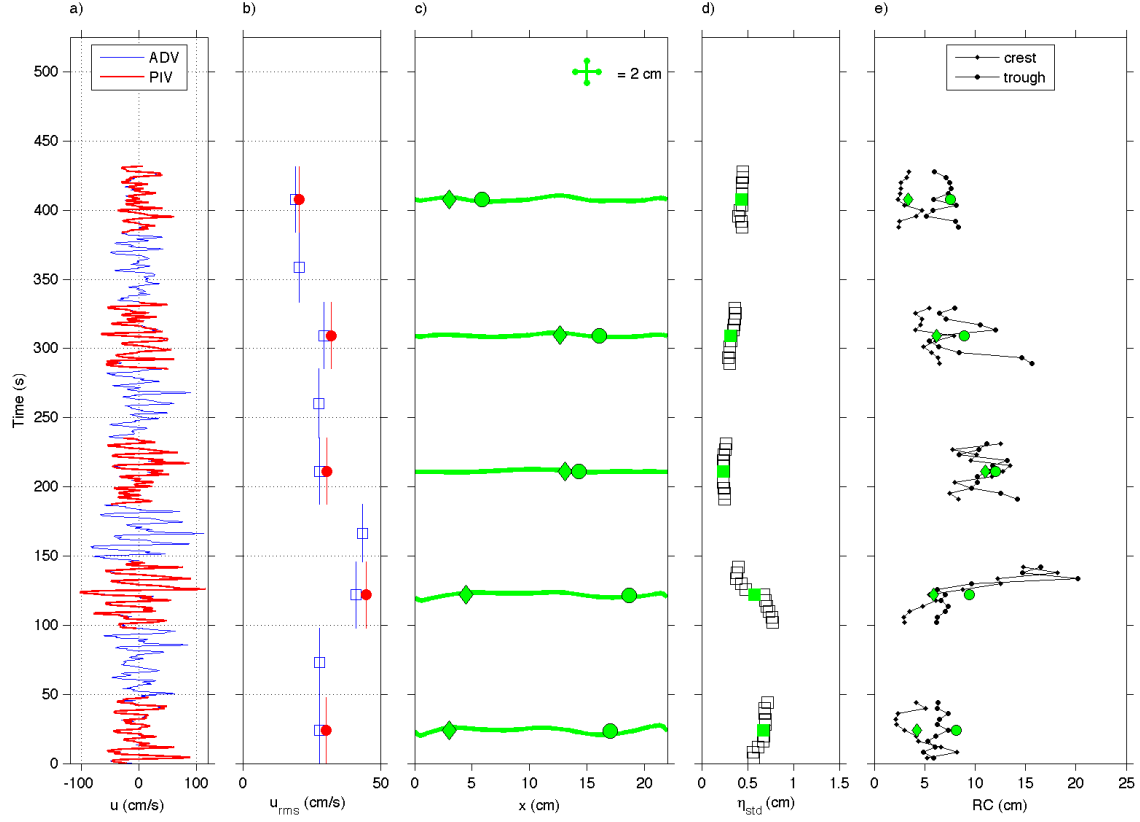 a)
b)
c)
d)
e)
ADV
PIV
= 2 cm
crest
trough
500
450
400
350
300
250
200
150
100
50
0
Time (s)
-100 0 100
0 50
0 5 10 15 20
0 0.5 1 1.5
0 5 10 15 20 25
u (cm/s)
u_rms (cm/s)
x (cm)
η_std (cm)
RC (cm)